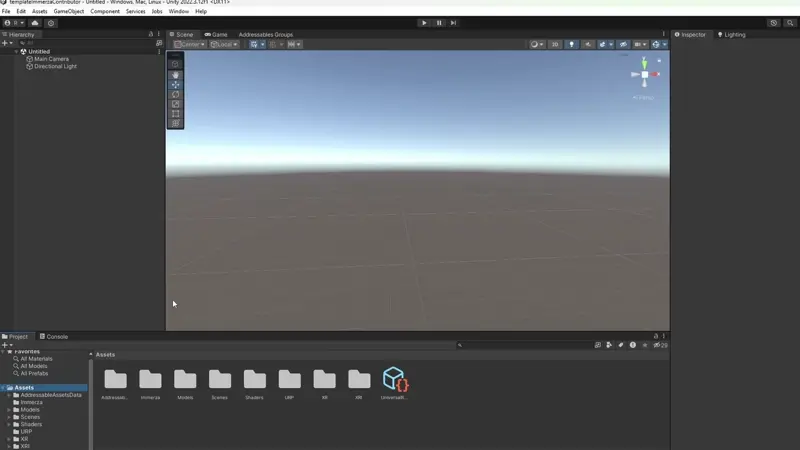 templateImmerzaContributor - Untitled - Windows, Mac, Linux - Unity 2022.3.12f1 <DX11>
File Edit Assets GameObject Component Services Jobs Window Help
Hierarchy
All
Untitled
Main Camera
Directional Light
Scene Game Addressables Groups
Center Local
2D
Persp
Inspector Lighting
Project Console
29
Favorites
All Materials
All Models
All Prefabs
Assets
AddressableAssetsData
Immerza
Models
Scenes
Shaders
URP
XR
XRI
Assets
Addressabl... Immerza Models Scenes Shaders URP XR XRI UniversalR...